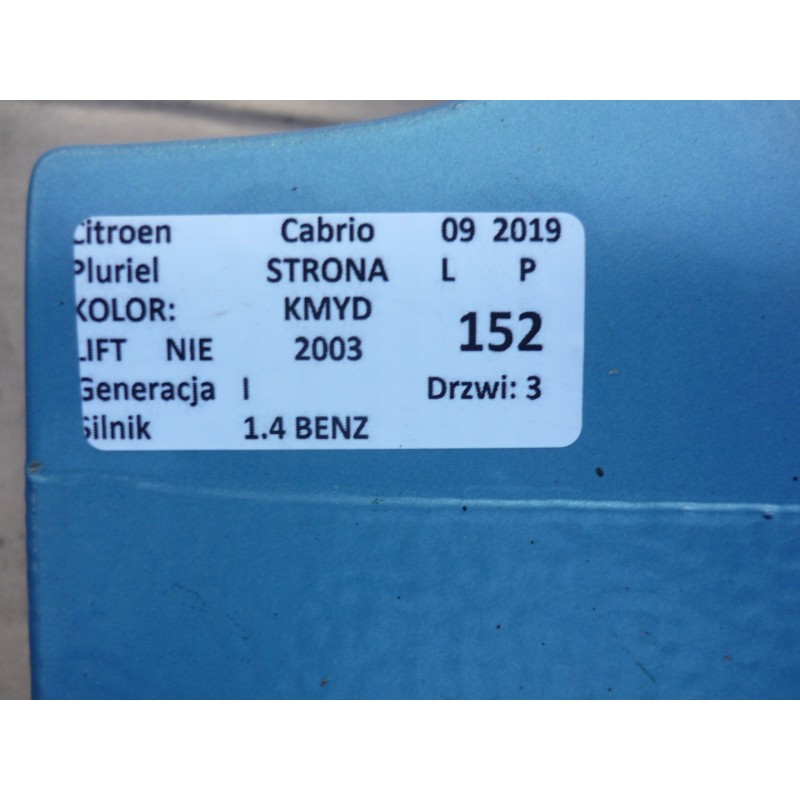 Citroen Cabrio 09 2019
Pluriel STRONA L P
KOLOR: KMYD
152
LIFT NIE 2003
Generacja I Drzwi: 3
Silnik 1.4 BENZ